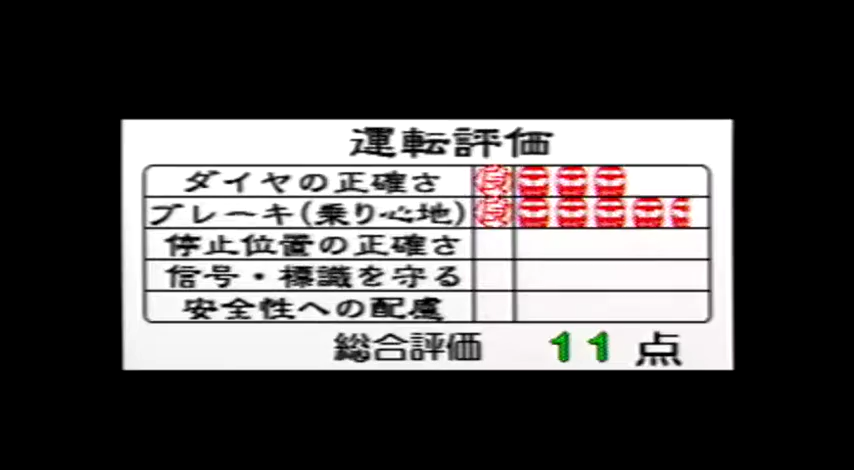 運転評価
ダイヤの正確さ
ブレーキ(乗り心地)
停止位置の正確さ
信号・標識を守る
安全性への配慮
総合評価 11点